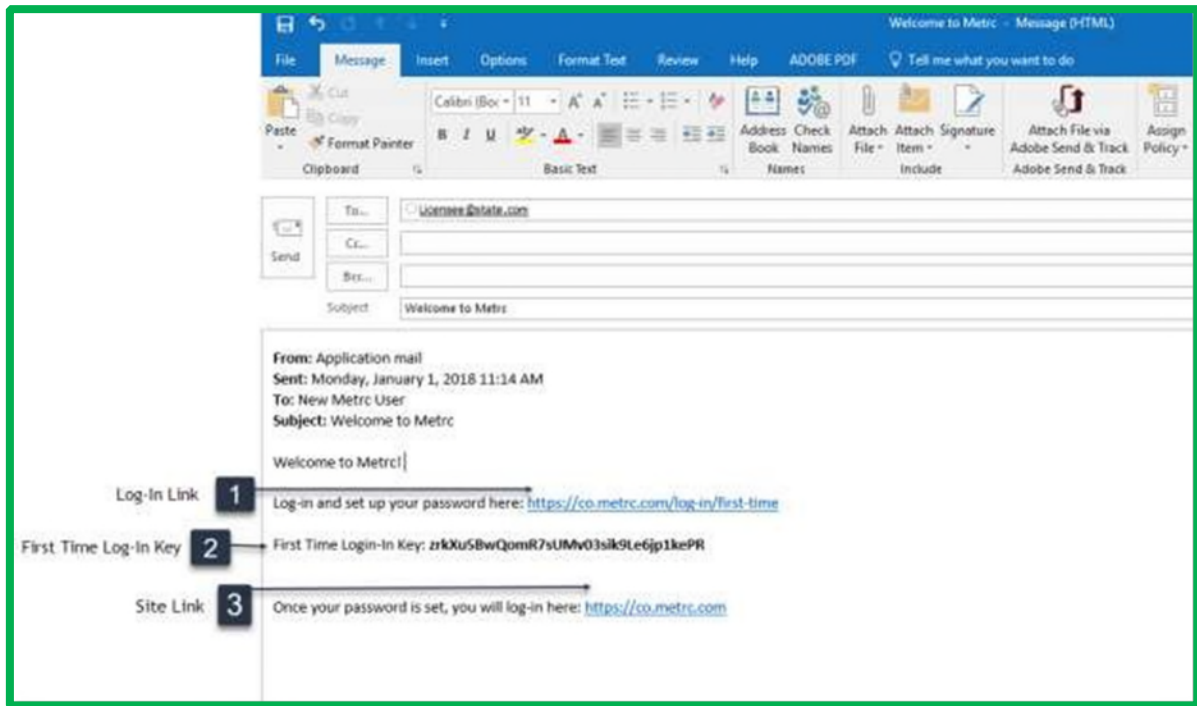 Welcome to Metrc - Message (HTML)
File Message Insert Options Format Text Review Help ADOBE PDF Tell me what you want to do
Cut
Copy
Paste
Format Painter
Clipboard
Calibri (Boc 11
B I U
Basic Text
Address Book
Check Names
Names
Attach File
Attach Item
Signature
Include
Attach File via Adobe Send & Track
Adobe Send & Track
Assign Policy
Send
To... Licensee@state.com
Cc...
Bcc...
Subject Welcome to Metrc
From: Application mail
Sent: Monday, January 1, 2018 11:14 AM
To: New Metrc User
Subject: Welcome to Metrc
Welcome to Metrc!
Log-In Link 1
Log-in and set up your password here: https://co.metrc.com/log-in/first-time
First Time Log-In Key 2
First Time Login-In Key: zrkXuSBwQomR7sUMv03sik9Le6jp1kePR
Site Link 3
Once your password is set, you will log-in here: https://co.metrc.com